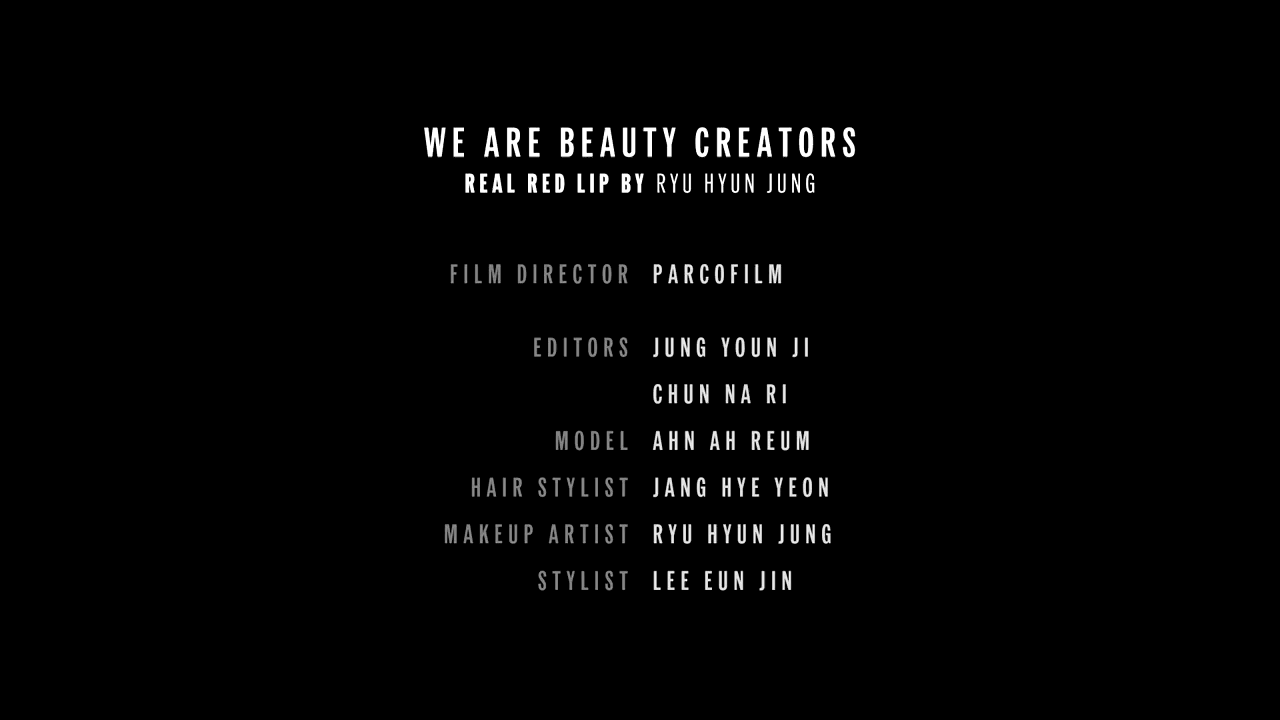 WE ARE BEAUTY CREATORS
REAL RED LIP BY RYU HYUN JUNG
FILM DIRECTOR PARCOFILM
EDITORS JUNG YOUN JI
CHUN NA RI
MODEL AHN AH REUM
HAIR STYLIST JANG HYE YEON
MAKEUP ARTIST RYU HYUN JUNG
STYLIST LEE EUN JIN